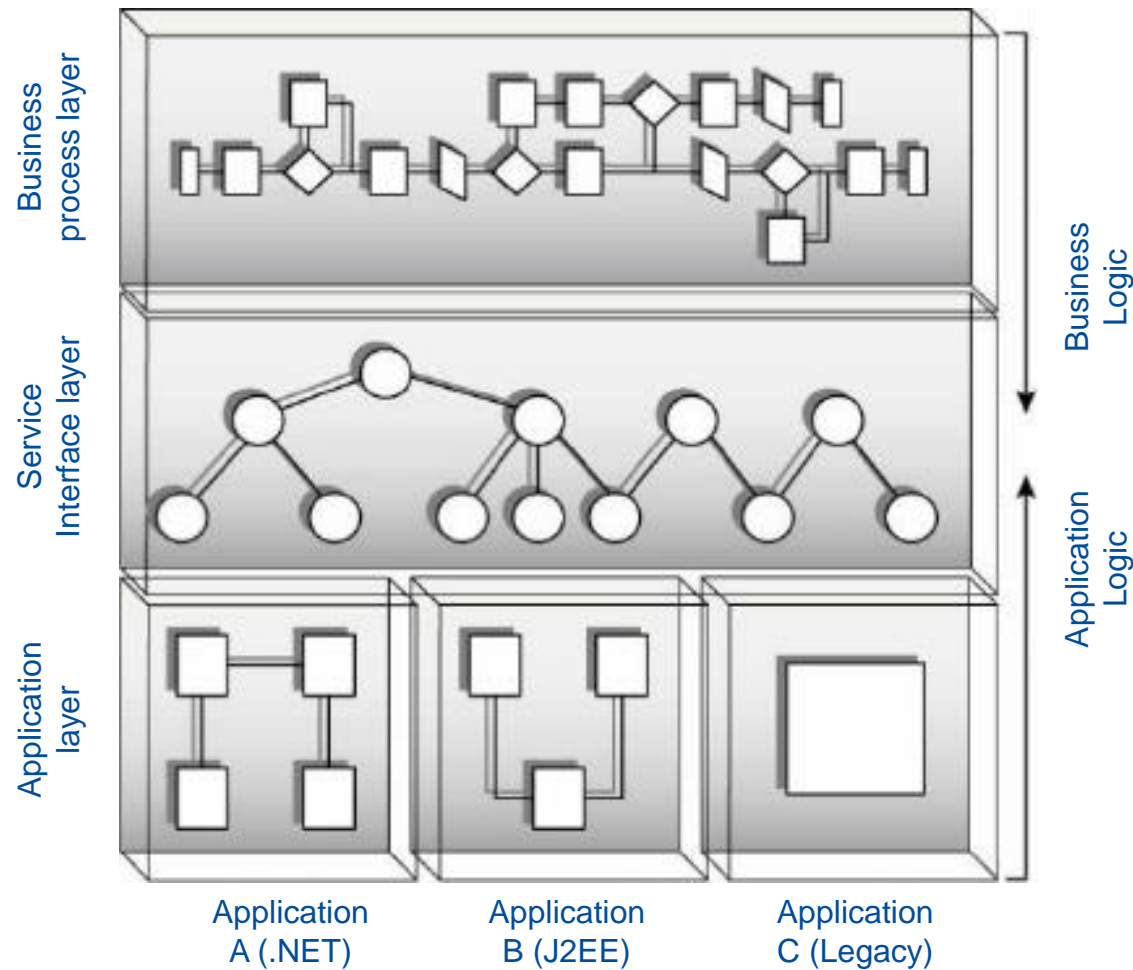 Business
process layer
Service
Interface layer
Application
layer
Business
Logic
Application
Logic
Application
A (.NET)
Application
B (J2EE)
Application
C (Legacy)